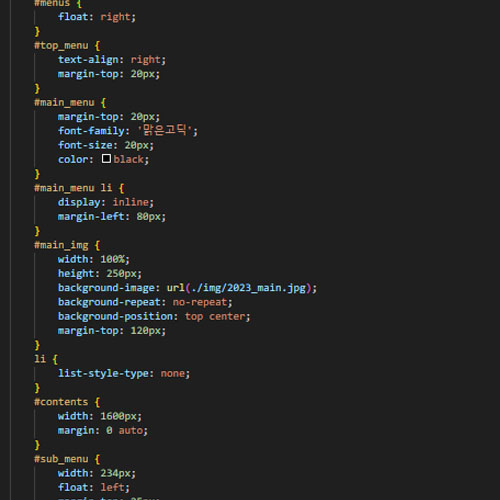 #menus {
float: right;
}
#top_menu {
text-align: right;
margin-top: 20px;
}
#main_menu {
margin-top: 20px;
font-family: '맑은고딕';
font-size: 20px;
color: black;
}
#main_menu li {
display: inline;
margin-left: 80px;
}
#main_img {
width: 100%;
height: 250px;
background-image: url(./img/2023_main.jpg);
background-repeat: no-repeat;
background-position: top center;
margin-top: 120px;
}
li {
list-style-type: none;
}
#contents {
width: 1600px;
margin: 0 auto;
}
#sub_menu {
width: 234px;
float: left;